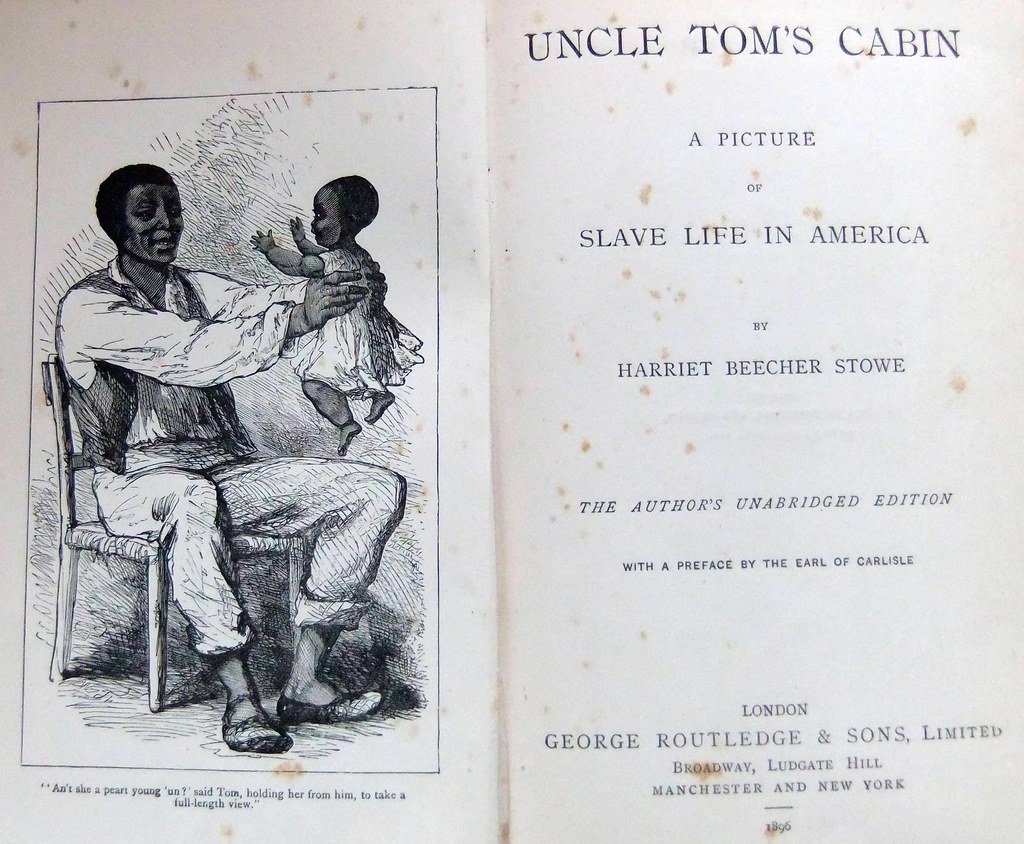 "'An't she a peart young 'un?' said Tom, holding her from him, to take a
full-length view."
UNCLE TOM'S CABIN
A PICTURE
OF
SLAVE LIFE IN AMERICA
BY
HARRIET BEECHER STOWE
THE AUTHOR'S UNABRIDGED EDITION
WITH A PREFACE BY THE EARL OF CARLISLE
LONDON
GEORGE ROUTLEDGE & SONS, LIMITED
BROADWAY, LUDGATE HILL
MANCHESTER AND NEW YORK
1896